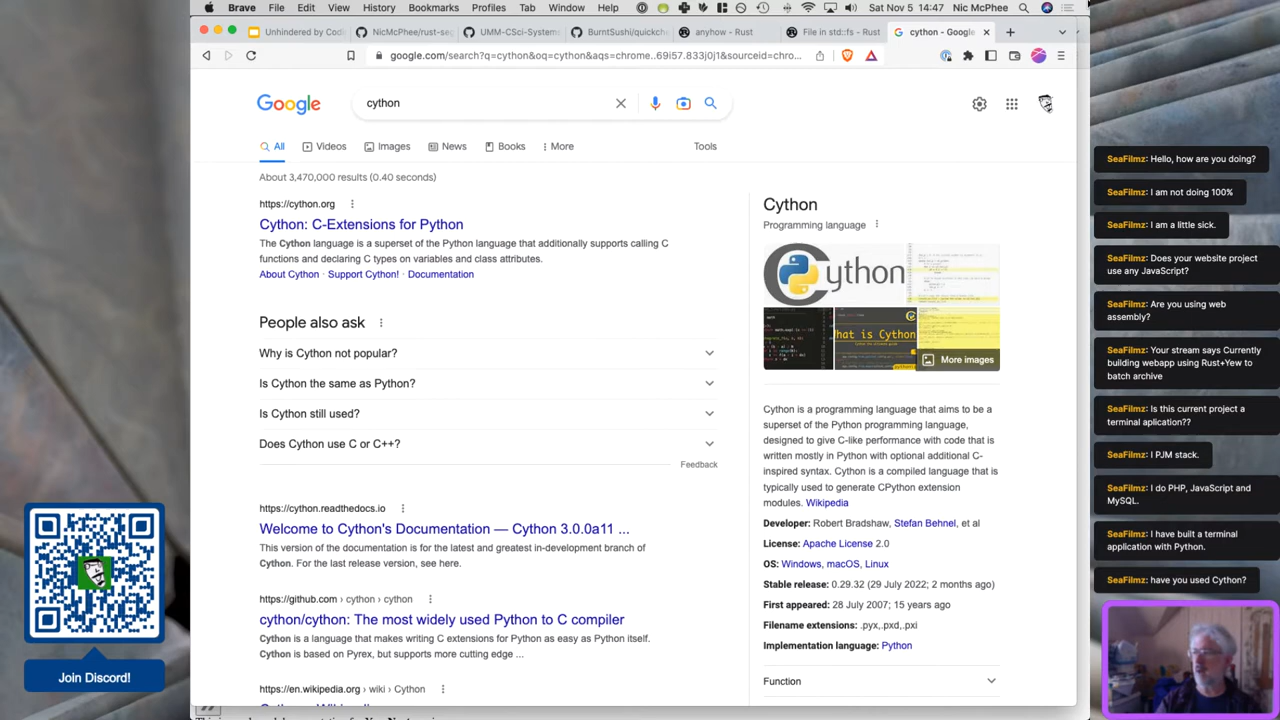 Brave File Edit View History Bookmarks Profiles Tab Window Help Sat Nov 5 14:47 Nic McPhee
Unhindered by Codi
NicMcPhee/rust-seg
UMM-CSci-Systems
BurntSushi/quickche
anyhow - Rust
File in std::fs - Rust
cython - Google
google.com/search?q=cython&oq=cython&aqs=chrome..69i57.833j0j1&sourceid=chro...
Google
cython
All Videos Images News Books More Tools
About 3,470,000 results (0.40 seconds)
https://cython.org
Cython: C-Extensions for Python
The Cython language is a superset of the Python language that additionally supports calling C
functions and declaring C types on variables and class attributes.
About Cython · Support Cython! · Documentation
People also ask
Why is Cython not popular?
Is Cython the same as Python?
Is Cython still used?
Does Cython use C or C++?
Feedback
https://cython.readthedocs.io
Welcome to Cython's Documentation — Cython 3.0.0a11 ...
This version of the documentation is for the latest and greatest in-development branch of
Cython. For the last release version, see here.
https://github.com › cython › cython
cython/cython: The most widely used Python to C compiler
Cython is a language that makes writing C extensions for Python as easy as Python itself.
Cython is based on Pyrex, but supports more cutting edge ...
https://en.wikipedia.org › wiki › Cython
Cython
Programming language
Cython
hat is Cython
More images
Cython is a programming language that aims to be a
superset of the Python programming language,
designed to give C-like performance with code that is
written mostly in Python with optional additional C-
inspired syntax. Cython is a compiled language that is
typically used to generate CPython extension
modules. Wikipedia
Developer: Robert Bradshaw, Stefan Behnel, et al
License: Apache License 2.0
OS: Windows, macOS, Linux
Stable release: 0.29.32 (29 July 2022; 2 months ago)
First appeared: 28 July 2007; 15 years ago
Filename extensions: .pyx,.pxd,.pxi
Implementation language: Python
Function
SeaFilmz: Hello, how are you doing?
SeaFilmz: I am not doing 100%
SeaFilmz: I am a little sick.
SeaFilmz: Does your website project
use any JavaScript?
SeaFilmz: Are you using web
assembly?
SeaFilmz: Your stream says Currently
building webapp using Rust+Yew to
batch archive
SeaFilmz: Is this current project a
terminal aplication??
SeaFilmz: I PJM stack.
SeaFilmz: I do PHP, JavaScript and
MySQL.
SeaFilmz: I have built a terminal
application with Python.
SeaFilmz: have you used Cython?
Join Discord!